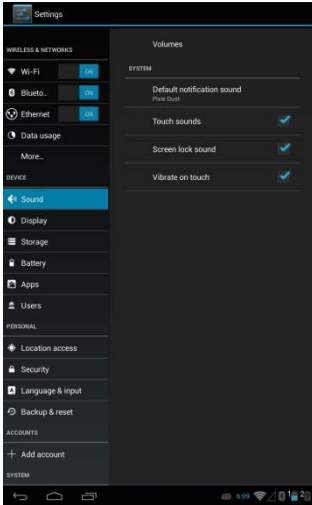 Settings
WIRELESS & NETWORKS
Wi-Fi ON
Blueto.. ON
Ethernet ON
Data usage
More...
DEVICE
Sound
Display
Storage
Battery
Apps
Users
PERSONAL
Location access
Security
Language & input
Backup & reset
ACCOUNTS
Add account
SYSTEM
Volumes
SYSTEM
Default notification sound
Pixie Dust
Touch sounds
Screen lock sound
Vibrate on touch
6:09